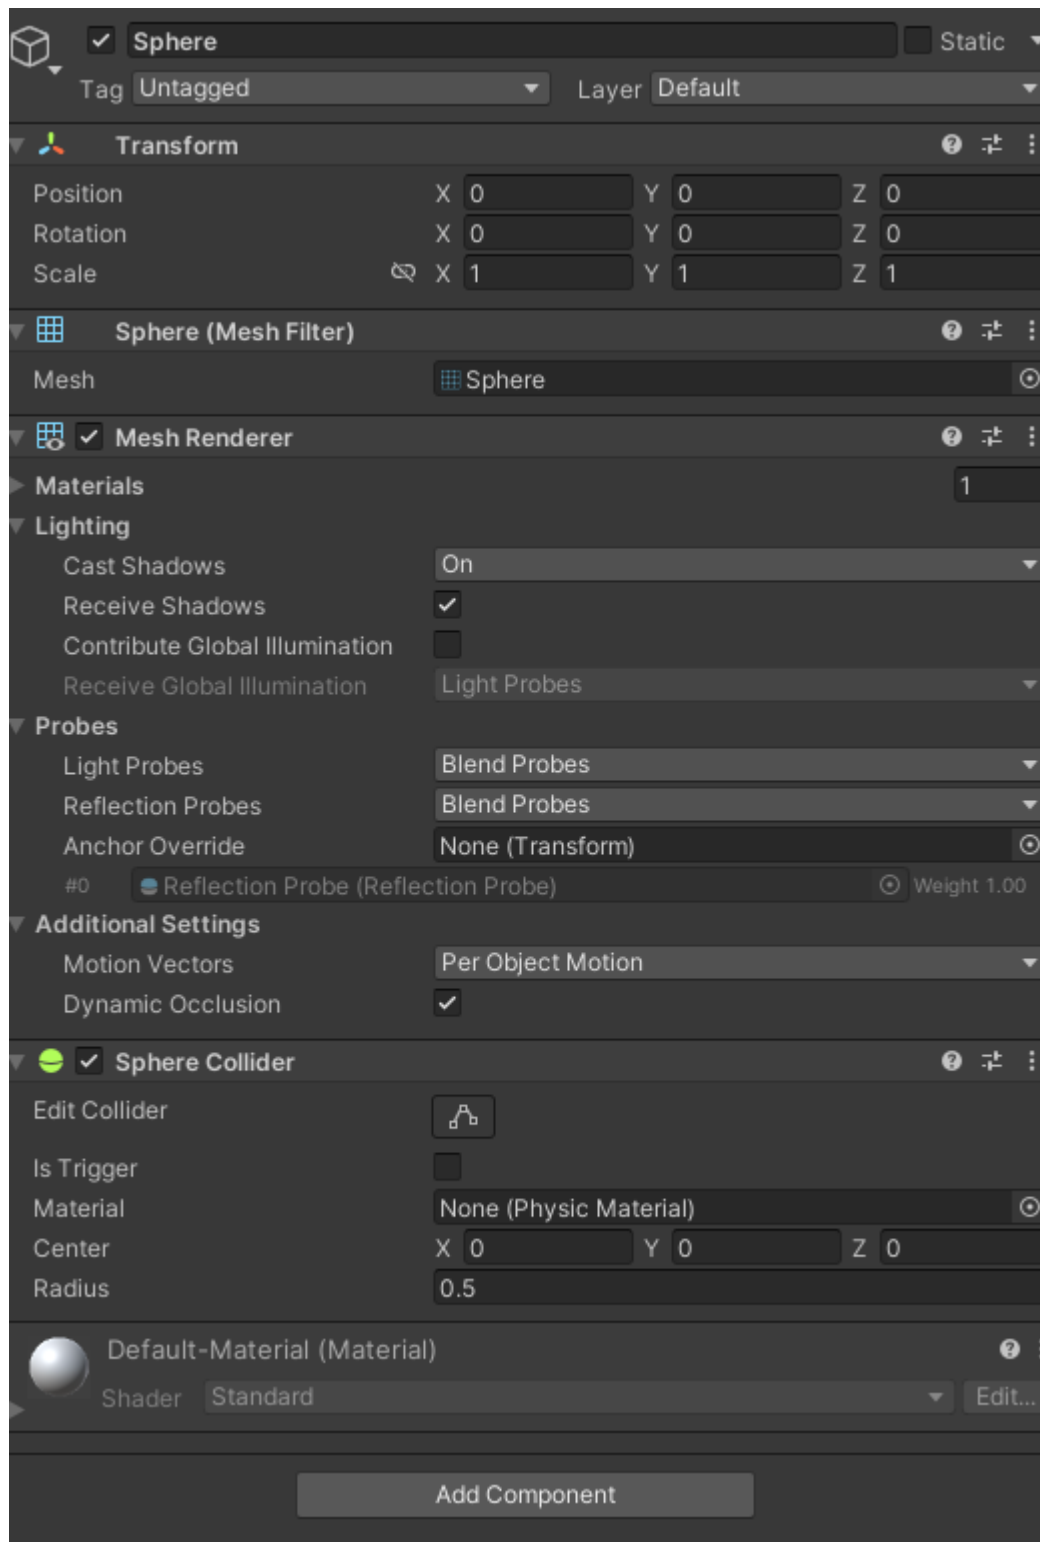 Sphere Static
Tag Untagged Layer Default
Transform
Position X 0 Y 0 Z 0
Rotation X 0 Y 0 Z 0
Scale X 1 Y 1 Z 1
Sphere (Mesh Filter)
Mesh Sphere
Mesh Renderer
Materials 1
Lighting
Cast Shadows On
Receive Shadows
Contribute Global Illumination
Receive Global Illumination Light Probes
Probes
Light Probes Blend Probes
Reflection Probes Blend Probes
Anchor Override None (Transform)
#0 Reflection Probe (Reflection Probe) Weight 1.00
Additional Settings
Motion Vectors Per Object Motion
Dynamic Occlusion
Sphere Collider
Edit Collider
Is Trigger
Material None (Physic Material)
Center X 0 Y 0 Z 0
Radius 0.5
Default-Material (Material)
Shader Standard Edit...
Add Component